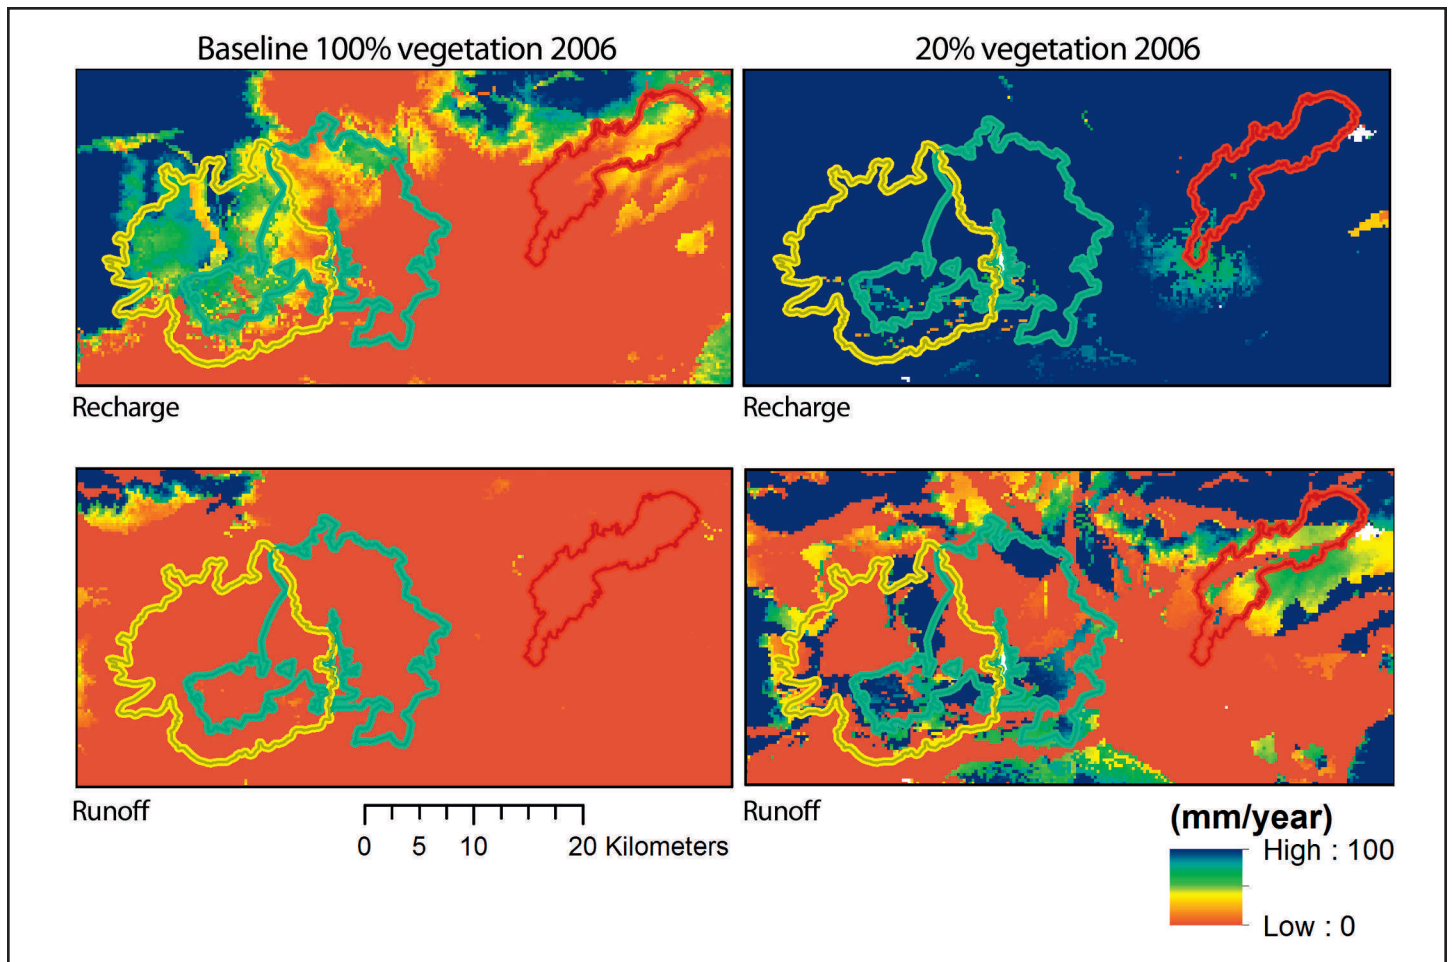 Baseline 100% vegetation 2006
20% vegetation 2006
Recharge
Recharge
Runoff
Runoff
0 5 10 20 Kilometers
(mm/year)
High : 100
Low : 0